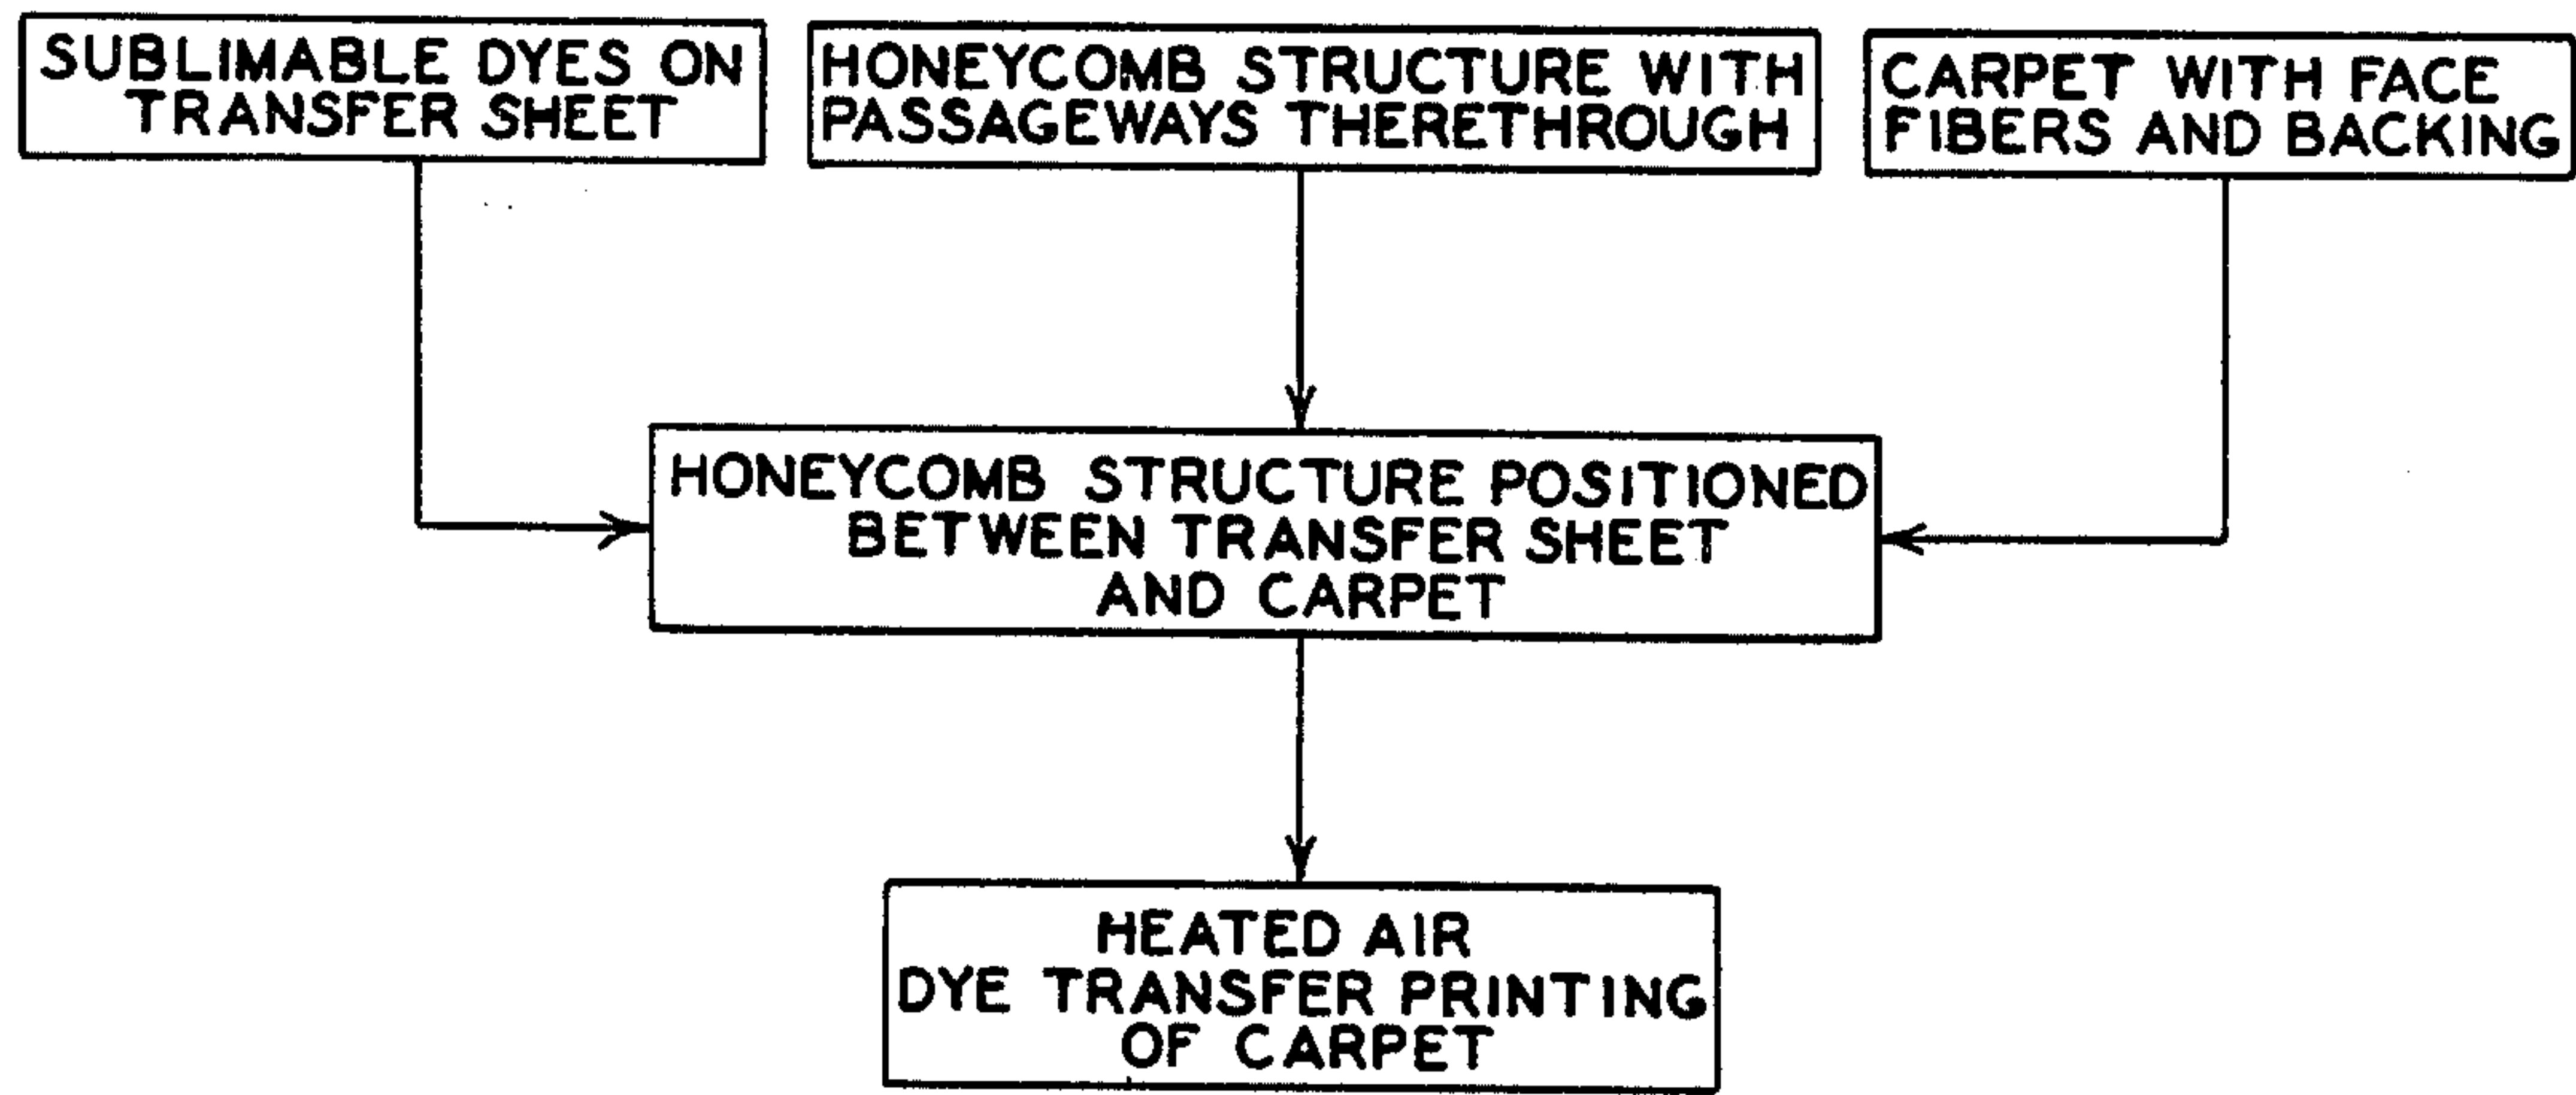 SUBLIMABLE DYES ON
TRANSFER SHEET
HONEYCOMB STRUCTURE WITH
PASSAGEWAYS THERETHROUGH
CARPET WITH FACE
FIBERS AND BACKING
HONEYCOMB STRUCTURE POSITIONED
BETWEEN TRANSFER SHEET
AND CARPET
HEATED AIR
DYE TRANSFER PRINTING
OF CARPET